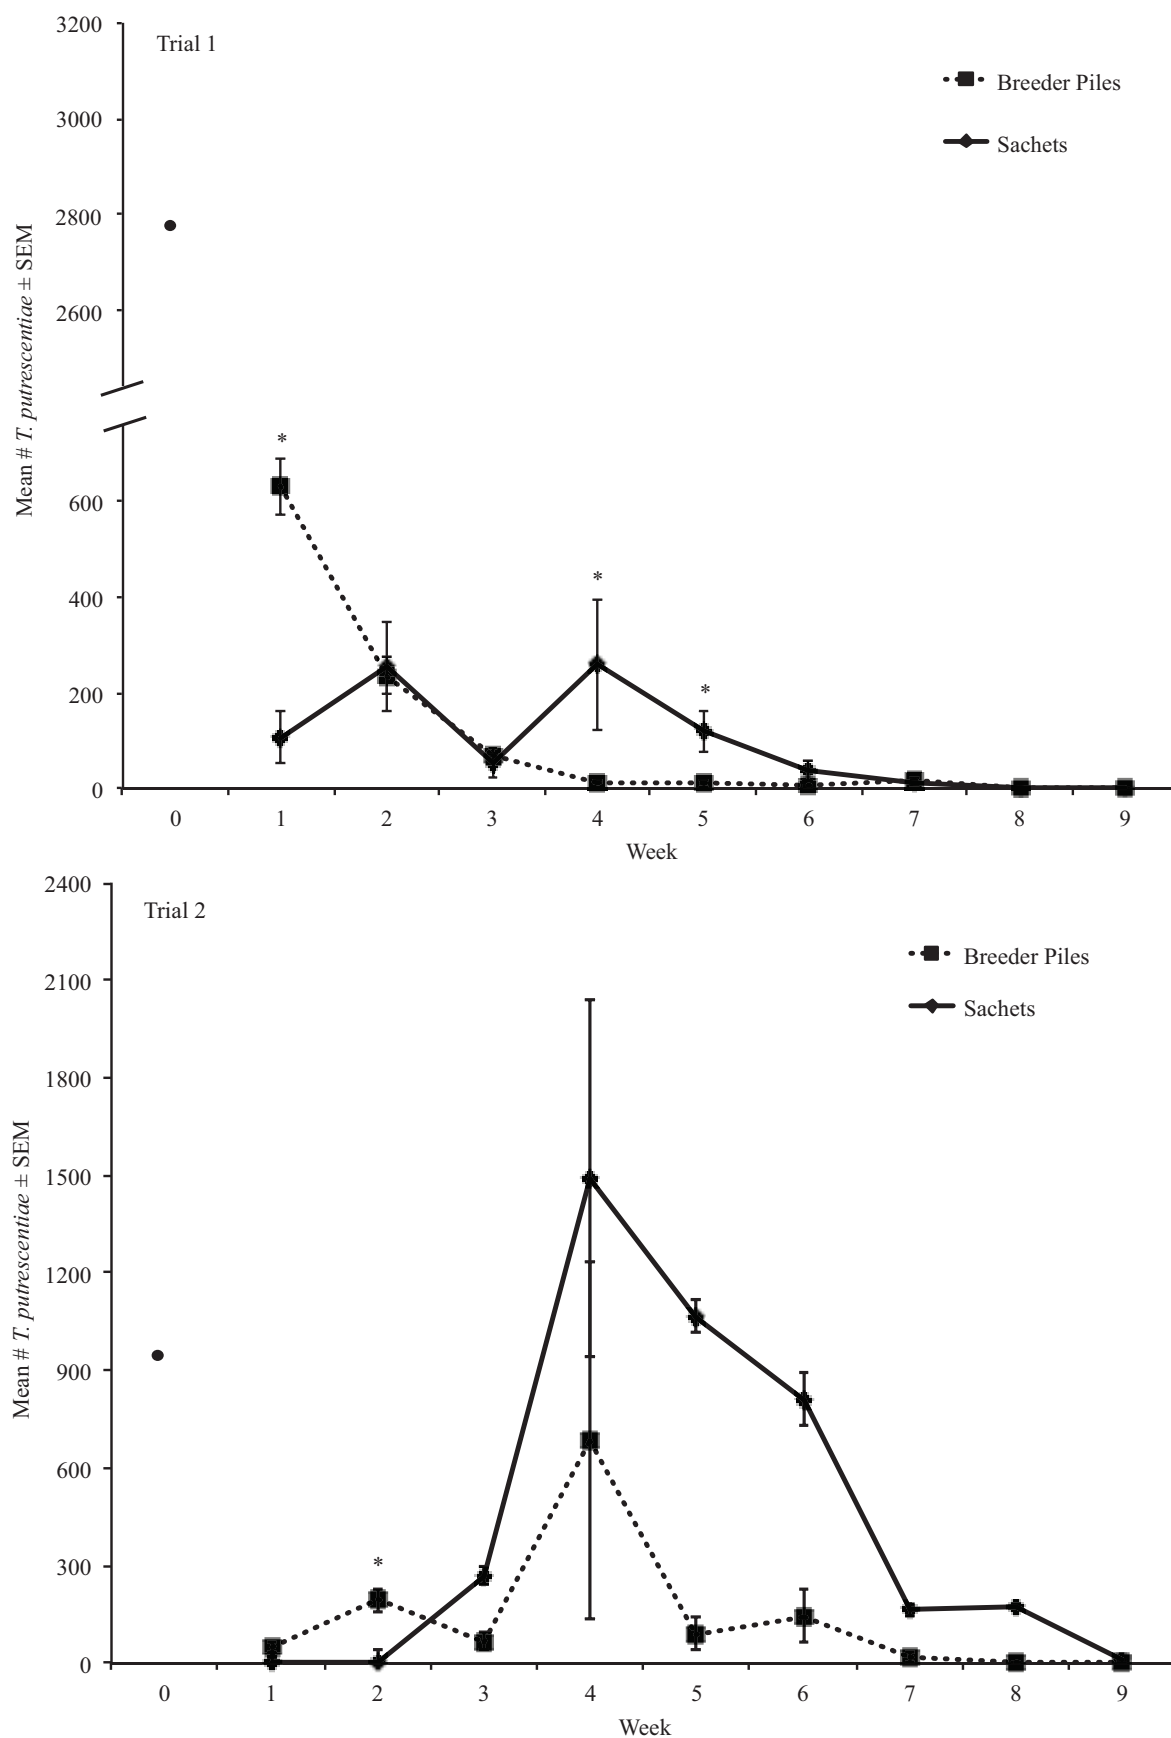 Trial 1
Breeder Piles
Sachets
Mean # T. putrescentiae ± SEM
3200
3000
2800
2600
600
400
200
0
*
*
*
0 1 2 3 4 5 6 7 8 9
Week
Trial 2
Breeder Piles
Sachets
Mean # T. putrescentiae ± SEM
2400
2100
1800
1500
1200
900
600
300
0
*
0 1 2 3 4 5 6 7 8 9
Week